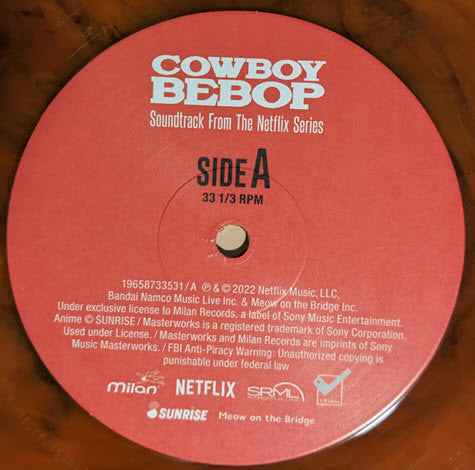 COWBOY
BEBOP
Soundtrack From The Netflix Series
SIDE A
33 1/3 RPM
19658733531/A ℗ & © 2022 Netflix Music, LLC.
Bandai Namco Music Live Inc. & Meow on the Bridge Inc.
Under exclusive license to Milan Records, a label of Sony Music Entertainment.
Anime © SUNRISE / Masterworks is a registered trademark of Sony Corporation.
Used under License. / Masterworks and Milan Records are imprints of Sony
Music Masterworks. / FBI Anti-Piracy Warning: Unauthorized copying is
punishable under federal law
milan NETFLIX SRML
SUNRISE Meow on the Bridge